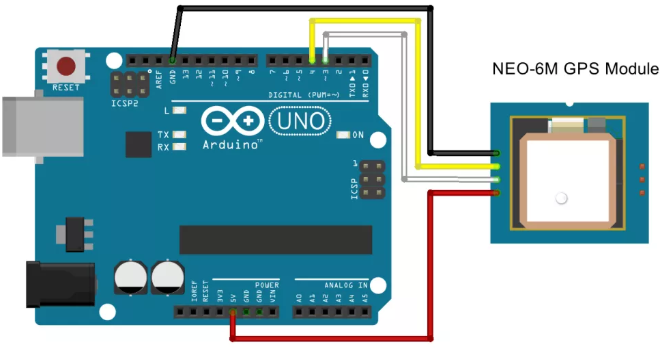 NEO-6M GPS Module
RESET
ICSP2
AREF
GND
13
12
~11
~10
~9
8
7
~6
~5
4
~3
2
TXD▶1
RXD◀0
DIGITAL (PWM=~)
L
TX
RX
UNO
ON
Arduino™
1
ICSP
POWER
ANALOG IN
IOREF
RESET
3V3
5V
GND
GND
VIN
A0
A1
A2
A3
A4
A5